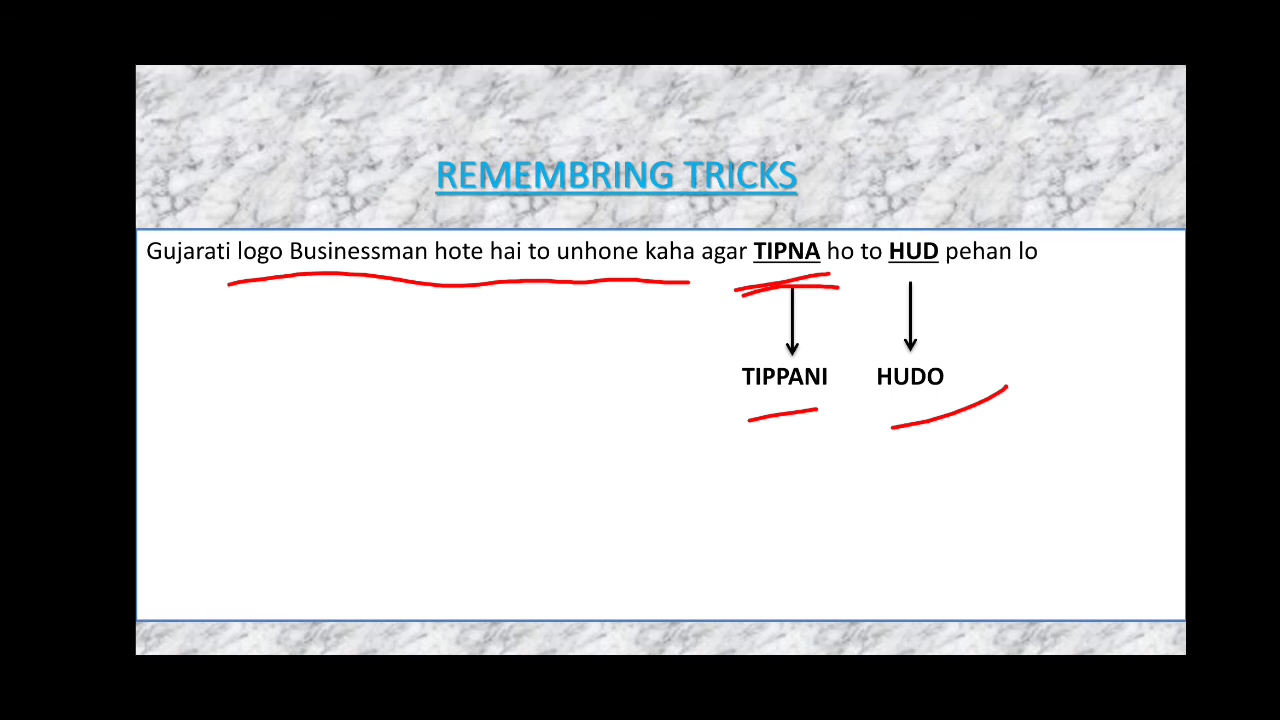 REMEMBRING TRICKS
Gujarati logo Businessman hote hai to unhone kaha agar TIPNA ho to HUD pehan lo
TIPPANI HUDO